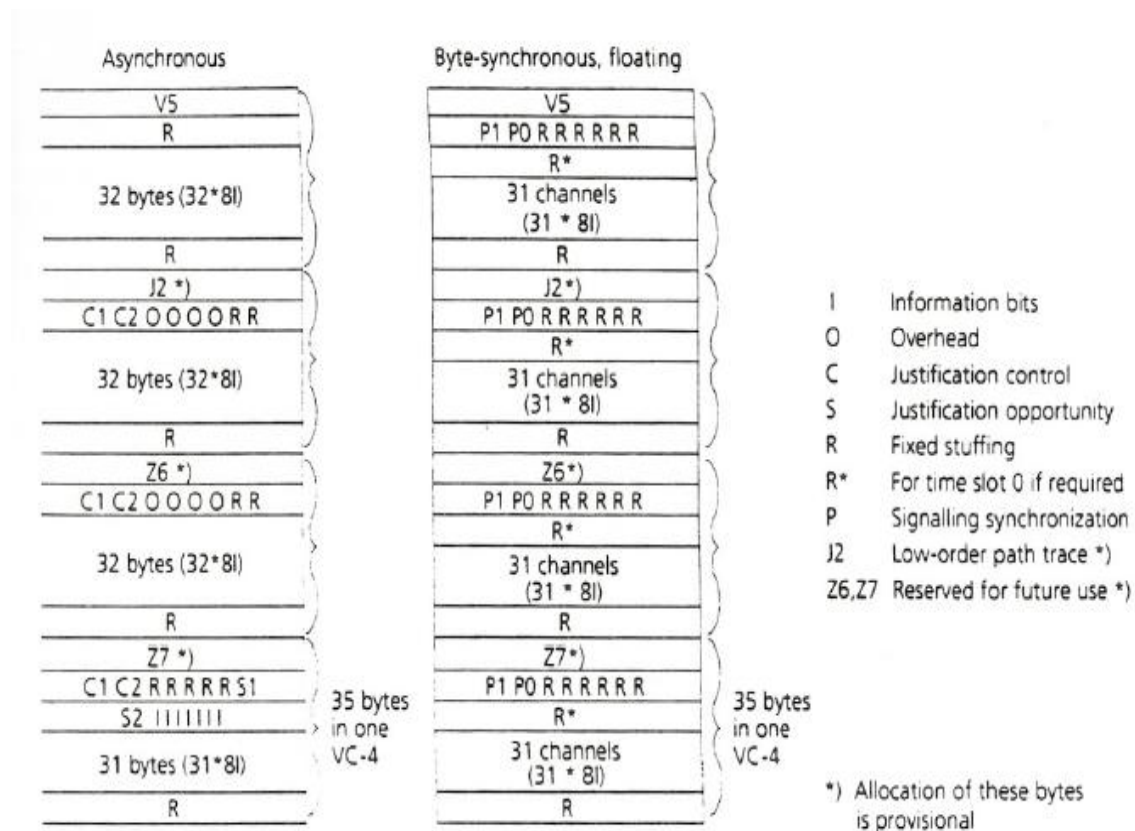 Asynchronous
V5
R
32 bytes (32*8I)
R
J2 *)
C1 C2 O O O O R R
32 bytes (32*8I)
R
Z6 *)
C1 C2 O O O O R R
32 bytes (32*8I)
R
Z7 *)
C1 C2 R R R R R S1
S2 I I I I I I I
31 bytes (31*8I)
R
35 bytes
in one
VC-4
Byte-synchronous, floating
V5
P1 P0 R R R R R R
R*
31 channels
(31 * 8I)
R
J2*)
P1 P0 R R R R R R
R*
31 channels
(31 * 8I)
R
Z6*)
P1 P0 R R R R R R
R*
31 channels
(31 * 8I)
R
Z7*)
P1 P0 R R R R R R
R*
31 channels
(31 * 8I)
R
35 bytes
in one
VC-4
I Information bits
O Overhead
C Justification control
S Justification opportunity
R Fixed stuffing
R* For time slot 0 if required
P Signalling synchronization
J2 Low-order path trace *)
Z6,Z7 Reserved for future use *)
*) Allocation of these bytes
is provisional